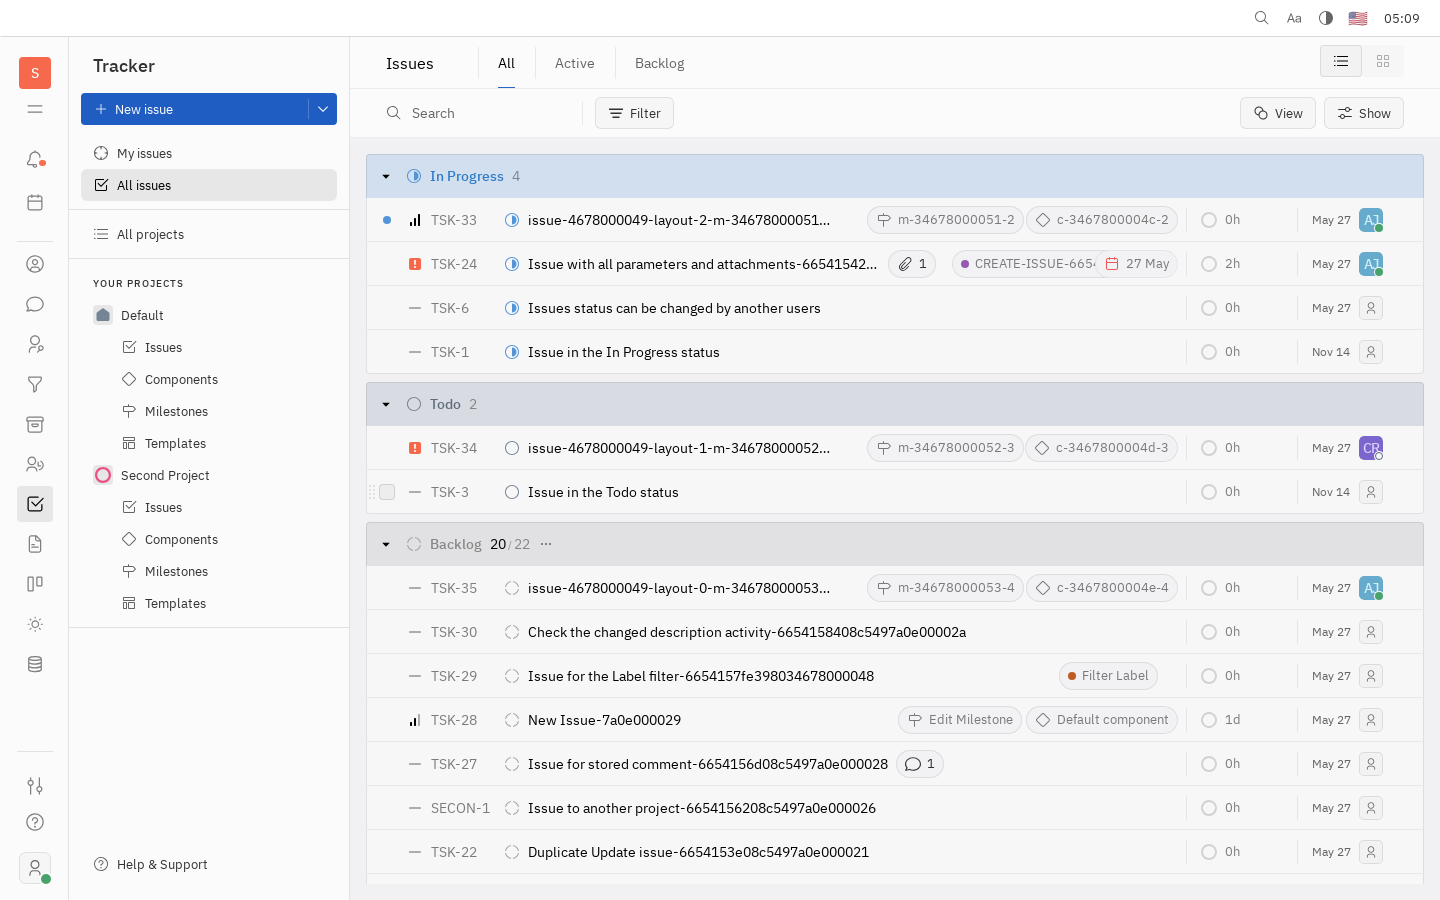 Aa 05:09
S
Tracker
New issue
My issues
All issues
All projects
YOUR PROJECTS
Default
Issues
Components
Milestones
Templates
Second Project
Issues
Components
Milestones
Templates
Help & Support
Issues All Active Backlog
Search Filter View Show
In Progress 4
TSK-33 issue-4678000049-layout-2-m-34678000051... m-34678000051-2 c-3467800004c-2 0h May 27 AJ
TSK-24 Issue with all parameters and attachments-66541542... 1 CREATE-ISSUE-6654 27 May 2h May 27 AJ
TSK-6 Issues status can be changed by another users 0h May 27
TSK-1 Issue in the In Progress status 0h Nov 14
Todo 2
TSK-34 issue-4678000049-layout-1-m-34678000052... m-34678000052-3 c-3467800004d-3 0h May 27 CR
TSK-3 Issue in the Todo status 0h Nov 14
Backlog 20/22 ...
TSK-35 issue-4678000049-layout-0-m-34678000053... m-34678000053-4 c-3467800004e-4 0h May 27 AJ
TSK-30 Check the changed description activity-6654158408c5497a0e00002a 0h May 27
TSK-29 Issue for the Label filter-6654157fe398034678000048 Filter Label 0h May 27
TSK-28 New Issue-7a0e000029 Edit Milestone Default component 1d May 27
TSK-27 Issue for stored comment-6654156d08c5497a0e000028 1 0h May 27
SECON-1 Issue to another project-6654156208c5497a0e000026 0h May 27
TSK-22 Duplicate Update issue-6654153e08c5497a0e000021 0h May 27